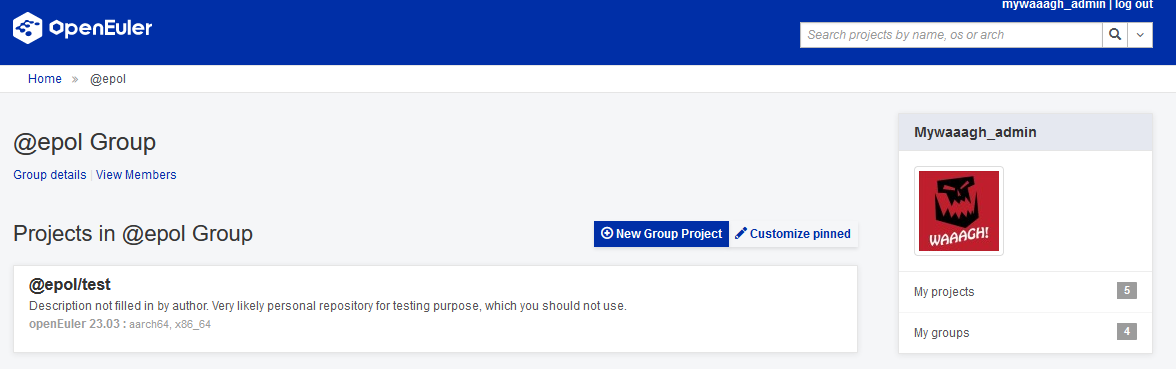 mywaaagh_admin | log out
OpenEuler
Search projects by name, os or arch
Home » @epol
@epol Group
Group details | View Members
Projects in @epol Group
New Group Project
Customize pinned
@epol/test
Description not filled in by author. Very likely personal repository for testing purpose, which you should not use.
openEuler 23.03 : aarch64, x86_64
Mywaaagh_admin
WAAAGH!
My projects 5
My groups 4